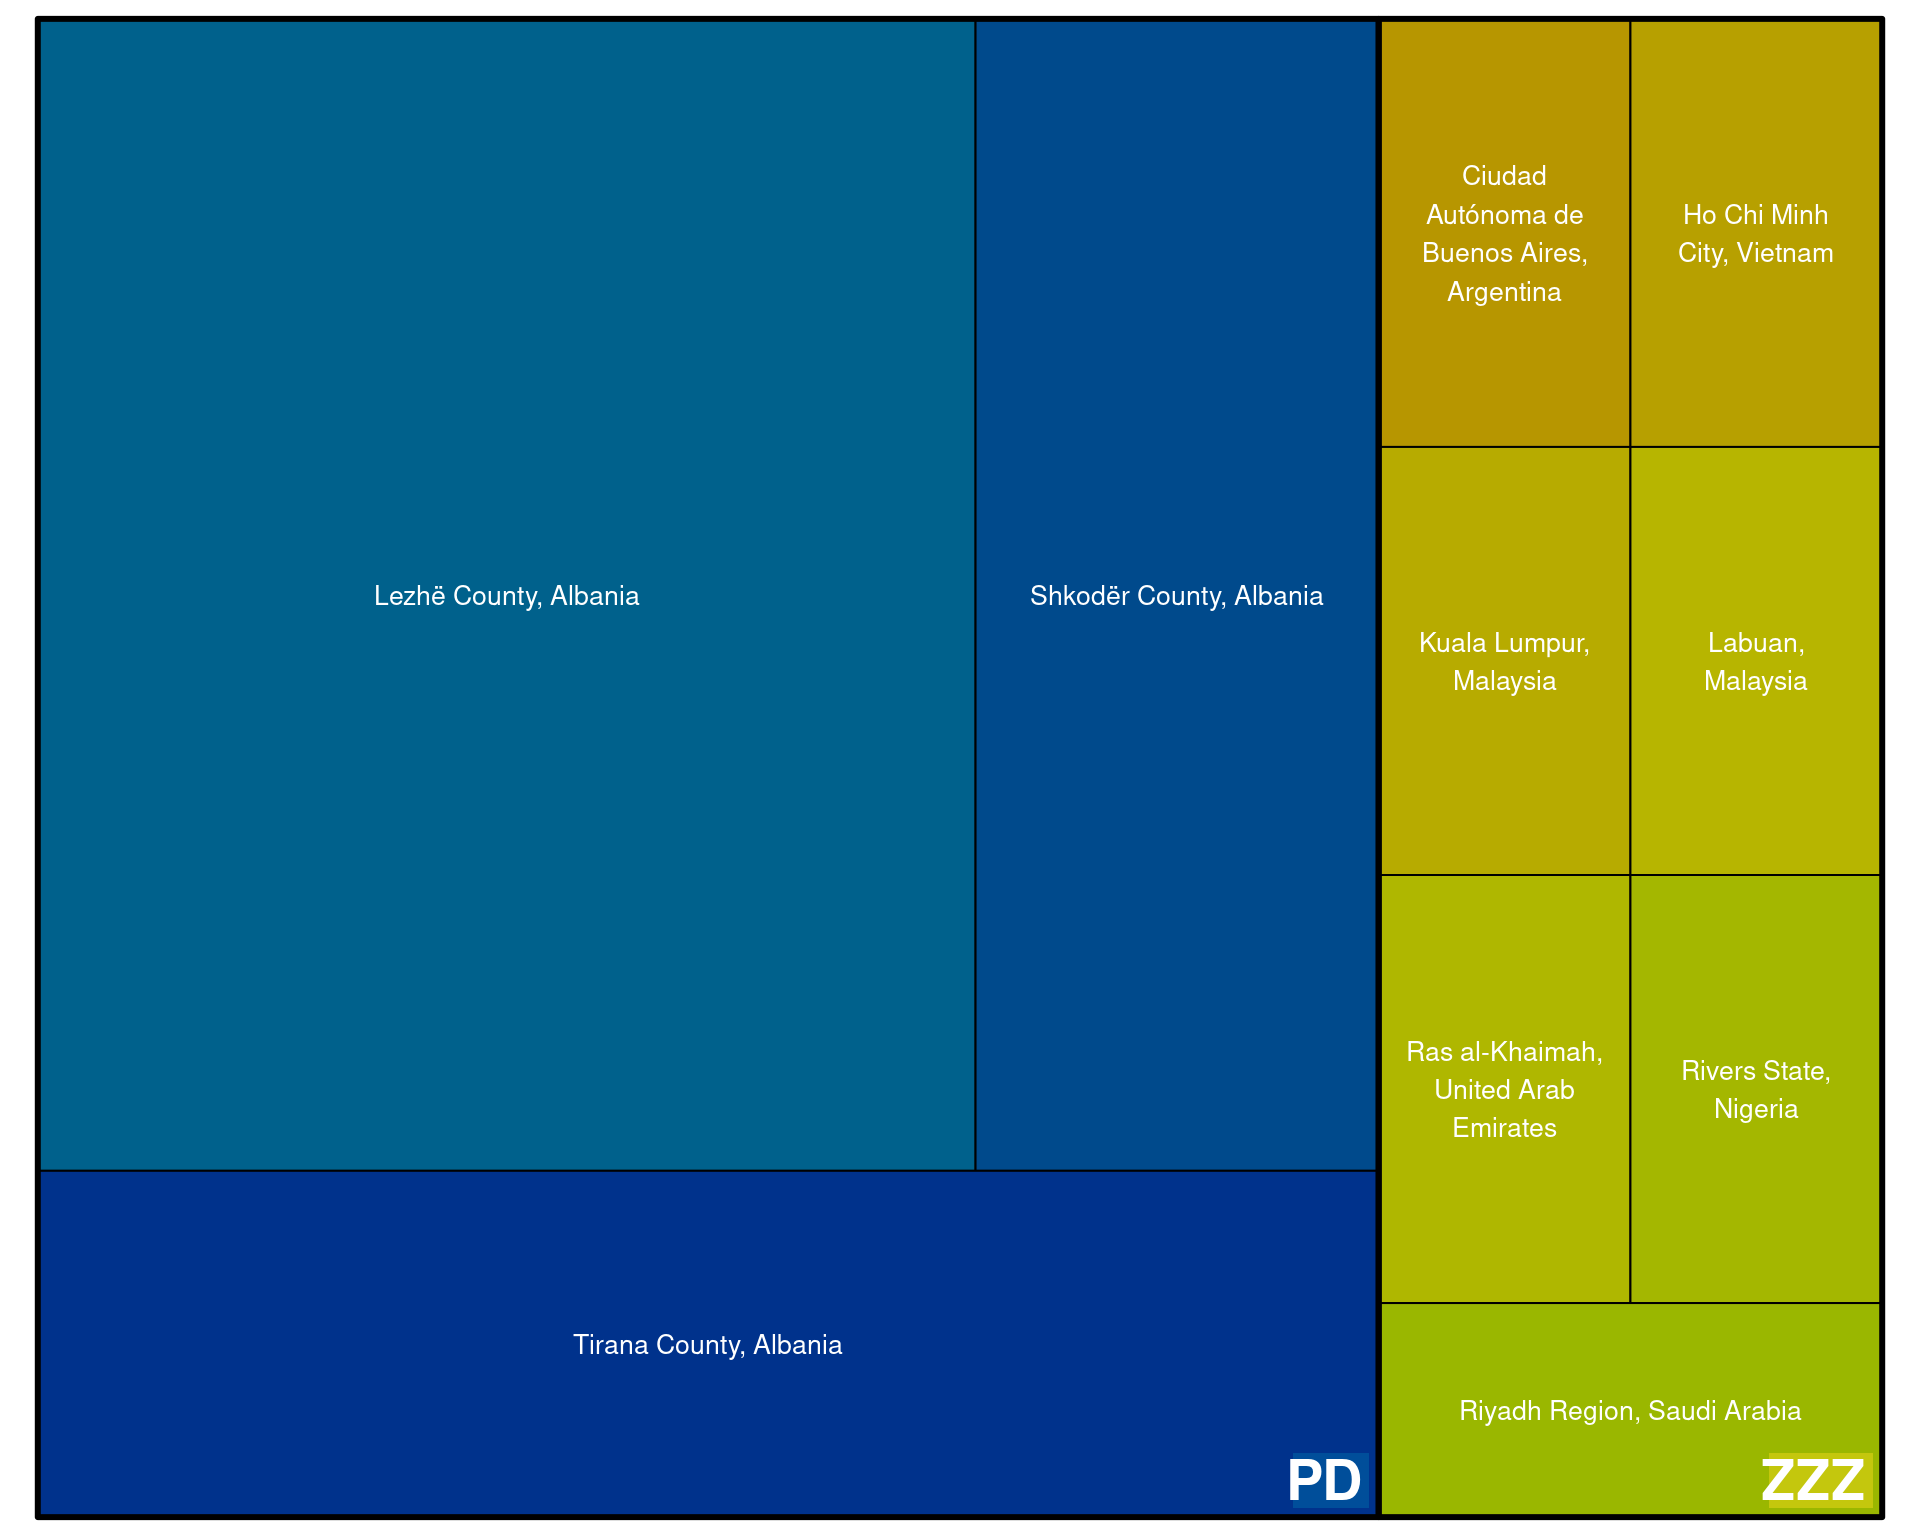 Lezhë County, Albania
Shkodër County, Albania
Tirana County, Albania
PD
Ciudad
Autónoma de
Buenos Aires,
Argentina
Ho Chi Minh
City, Vietnam
Kuala Lumpur,
Malaysia
Labuan,
Malaysia
Ras al-Khaimah,
United Arab
Emirates
Rivers State,
Nigeria
Riyadh Region, Saudi Arabia
ZZZ